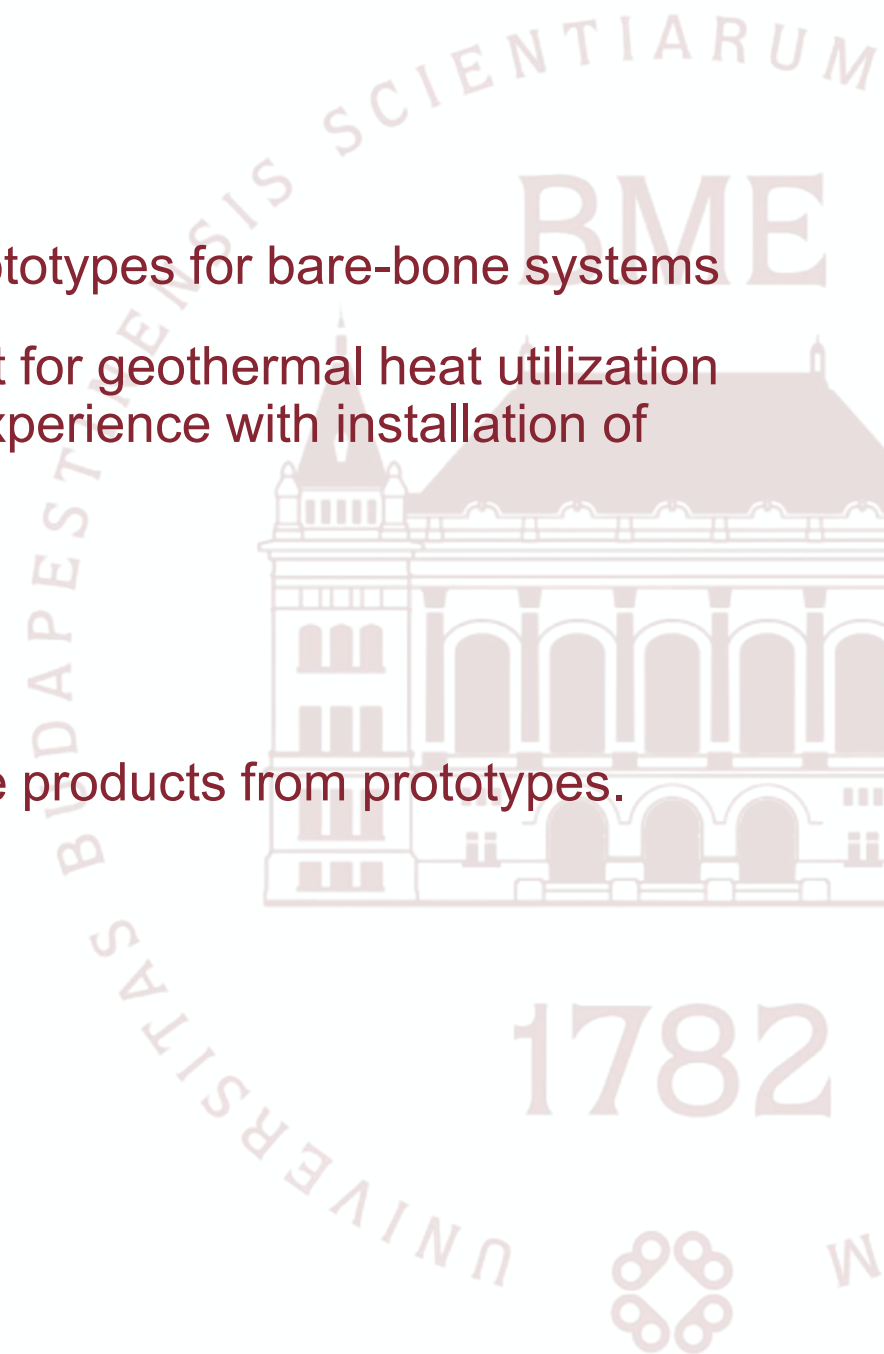 SCIENTIARUM
BME
ototypes for bare-bone systems
t for geothermal heat utilization
xperience with installation of
e products from prototypes.
1782
UNIVERSITAS BUDAPESTINENSIS
M